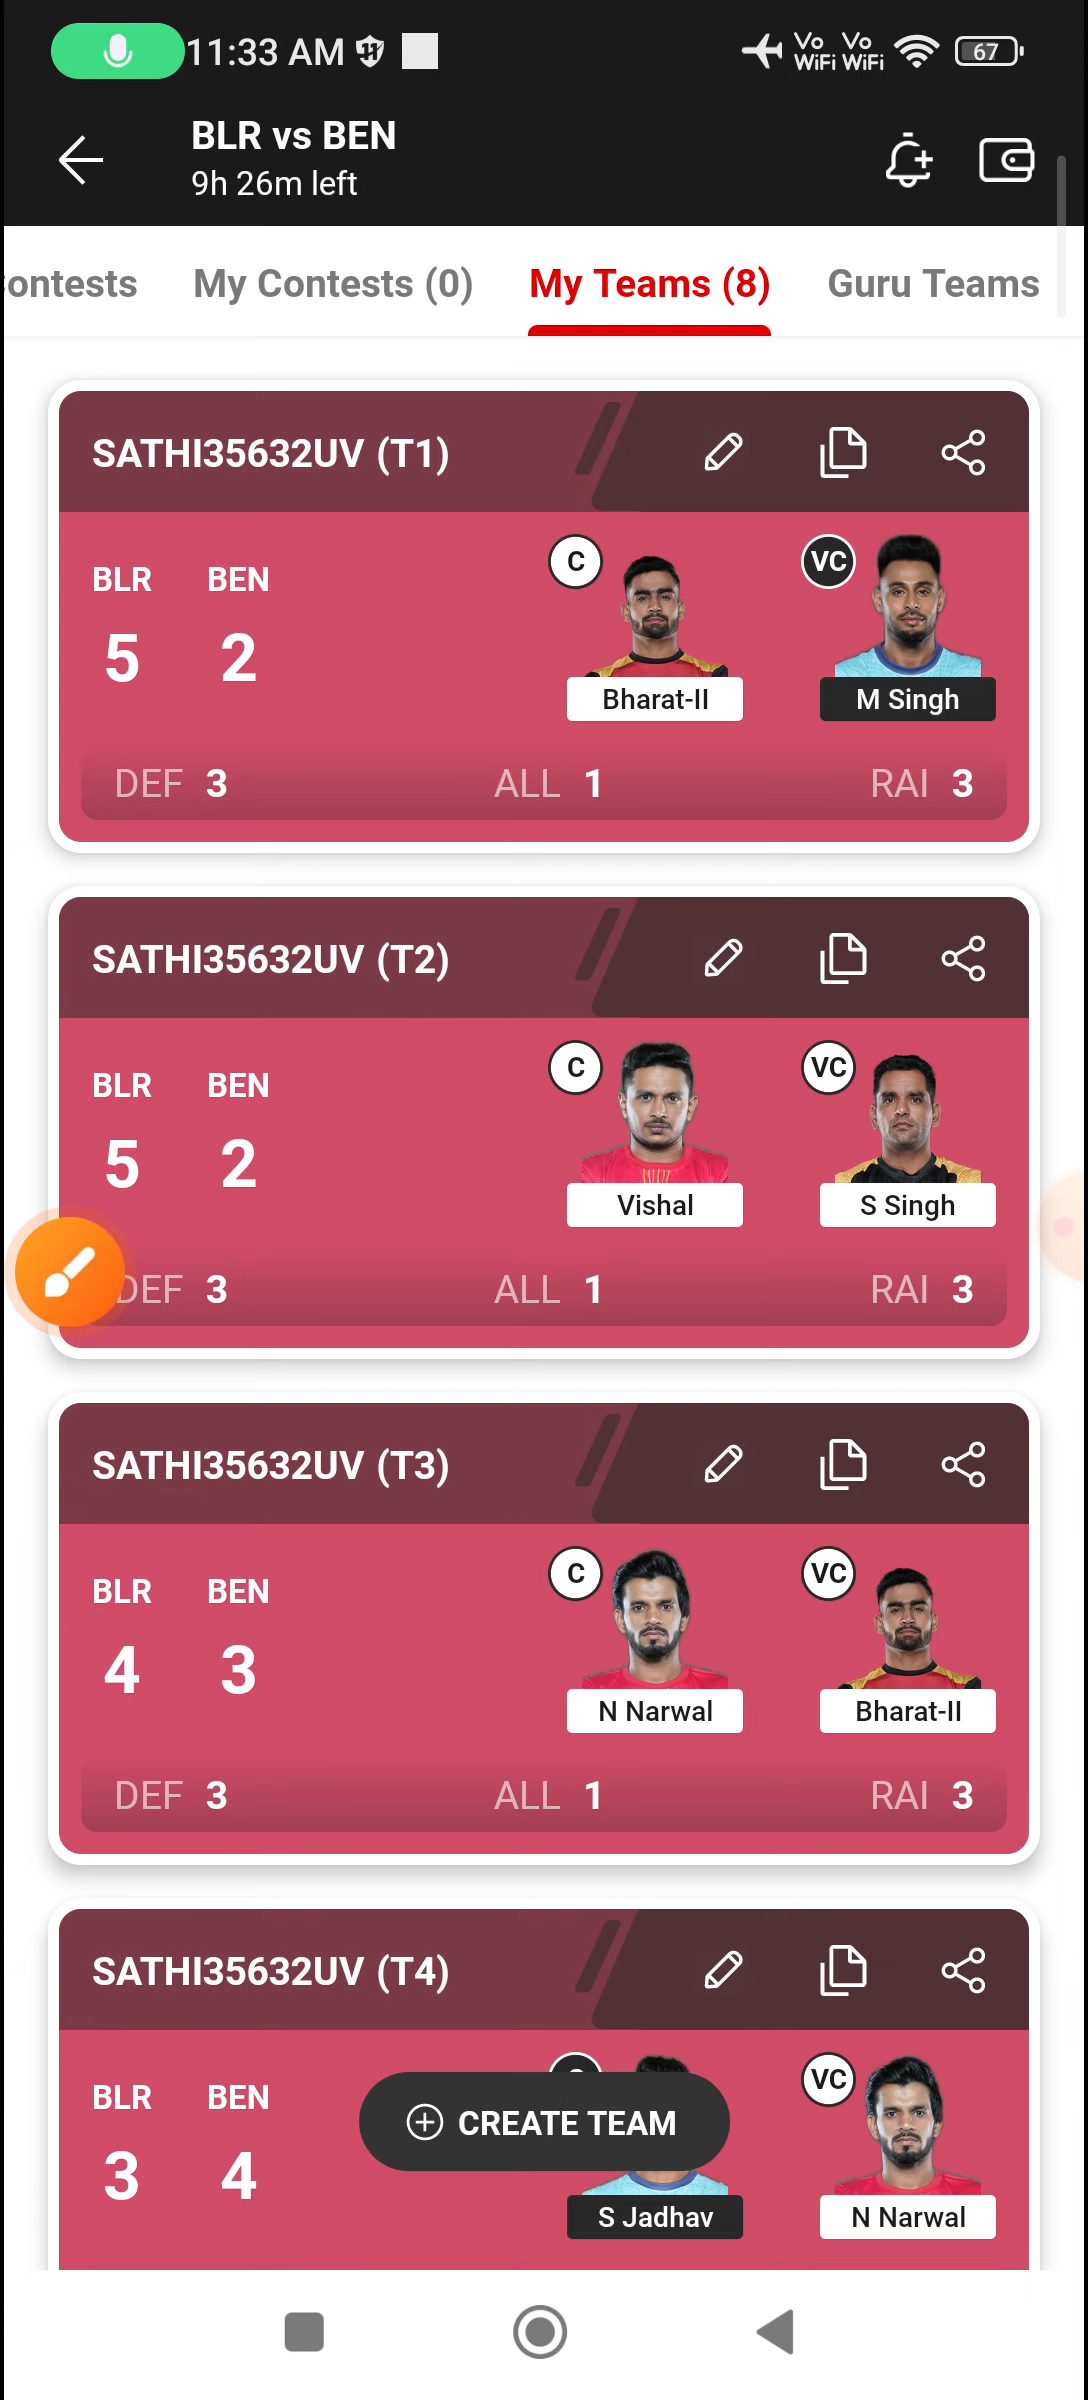 11:33 AM
Vo WiFi Vo WiFi 67
BLR vs BEN
9h 26m left
ontests My Contests (0) My Teams (8) Guru Teams
SATHI35632UV (T1)
BLR BEN C VC
5 2
Bharat-II M Singh
DEF 3 ALL 1 RAI 3
SATHI35632UV (T2)
BLR BEN C VC
5 2
Vishal S Singh
DEF 3 ALL 1 RAI 3
SATHI35632UV (T3)
BLR BEN C VC
4 3
N Narwal Bharat-II
DEF 3 ALL 1 RAI 3
SATHI35632UV (T4)
BLR BEN VC
CREATE TEAM
3 4
S Jadhav N Narwal